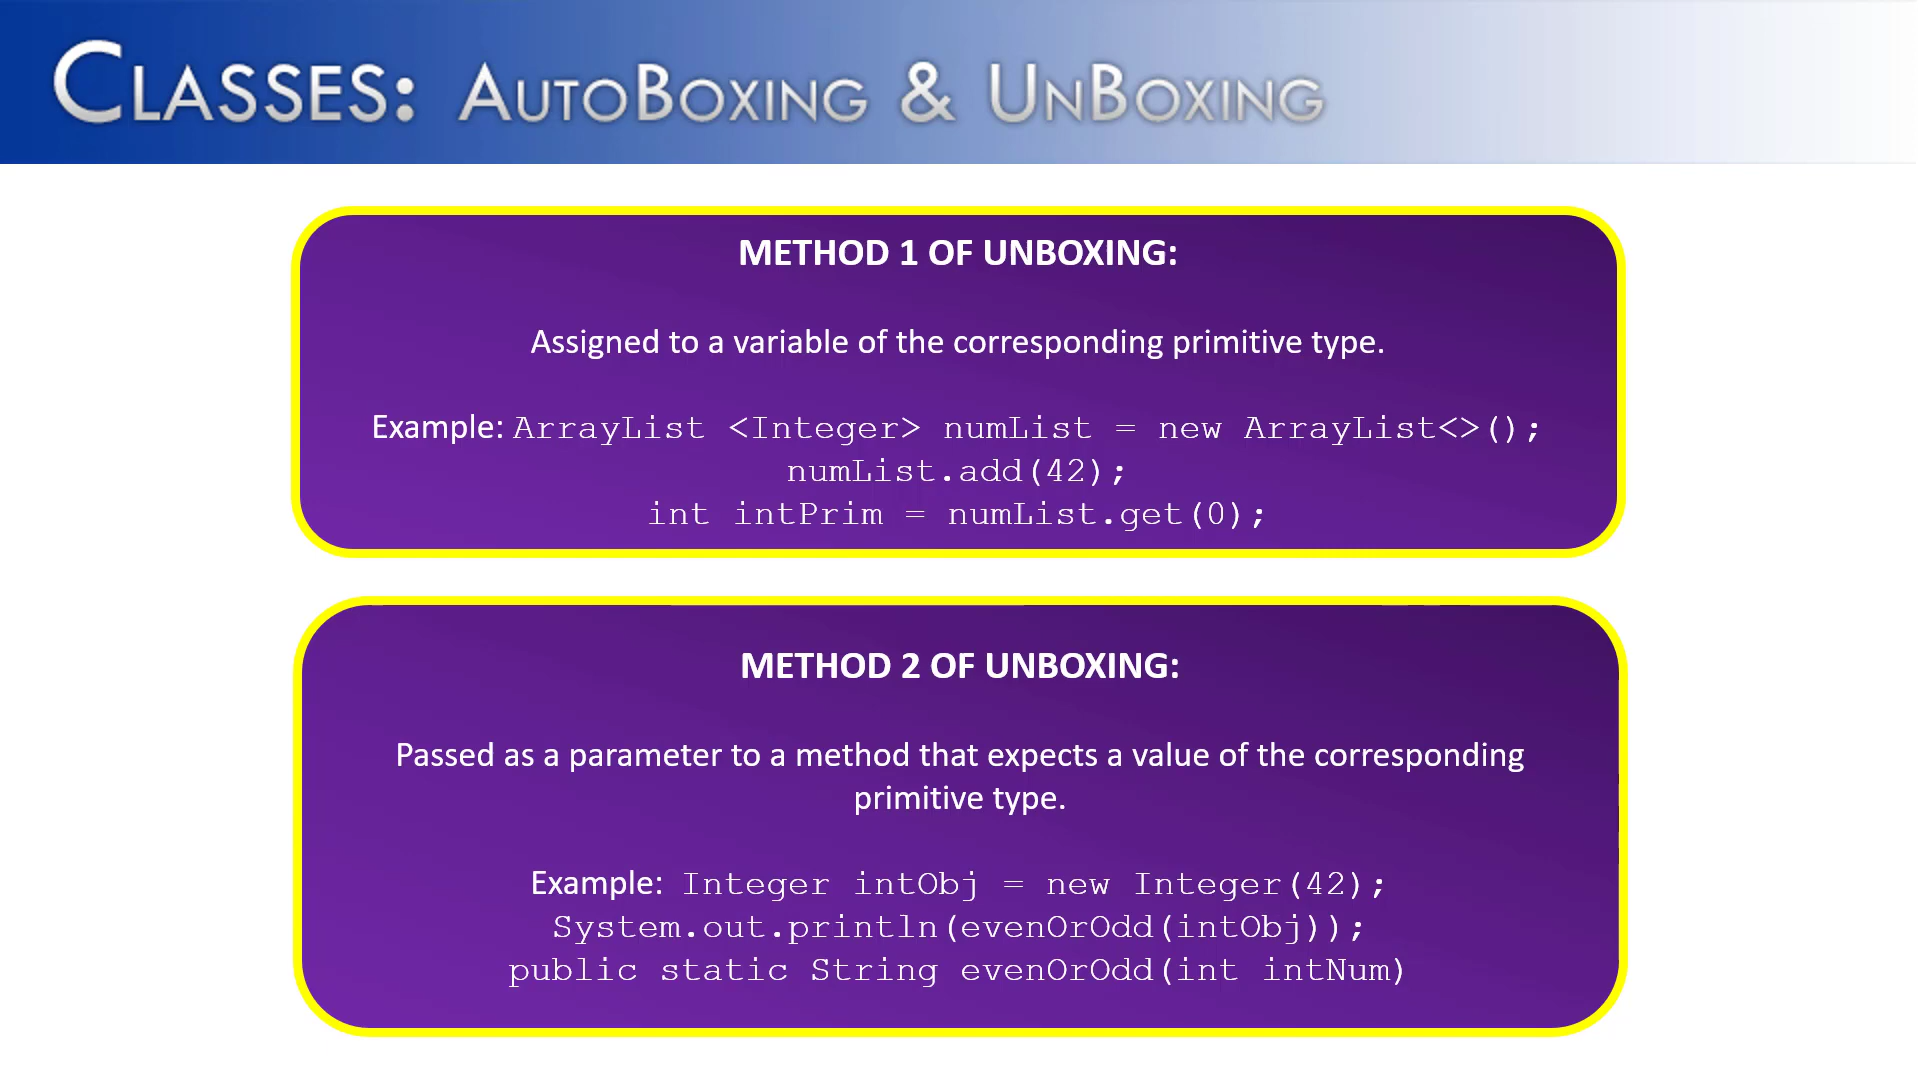 CLASSES: AUTOBOXING & UNBOXING
METHOD 1 OF UNBOXING:
Assigned to a variable of the corresponding primitive type.
Example: ArrayList <Integer> numList = new ArrayList<>();
numList.add(42);
int intPrim = numList.get(0);
METHOD 2 OF UNBOXING:
Passed as a parameter to a method that expects a value of the corresponding
primitive type.
Example: Integer intObj = new Integer(42);
System.out.println(evenOrOdd(intObj));
public static String evenOrOdd(int intNum)